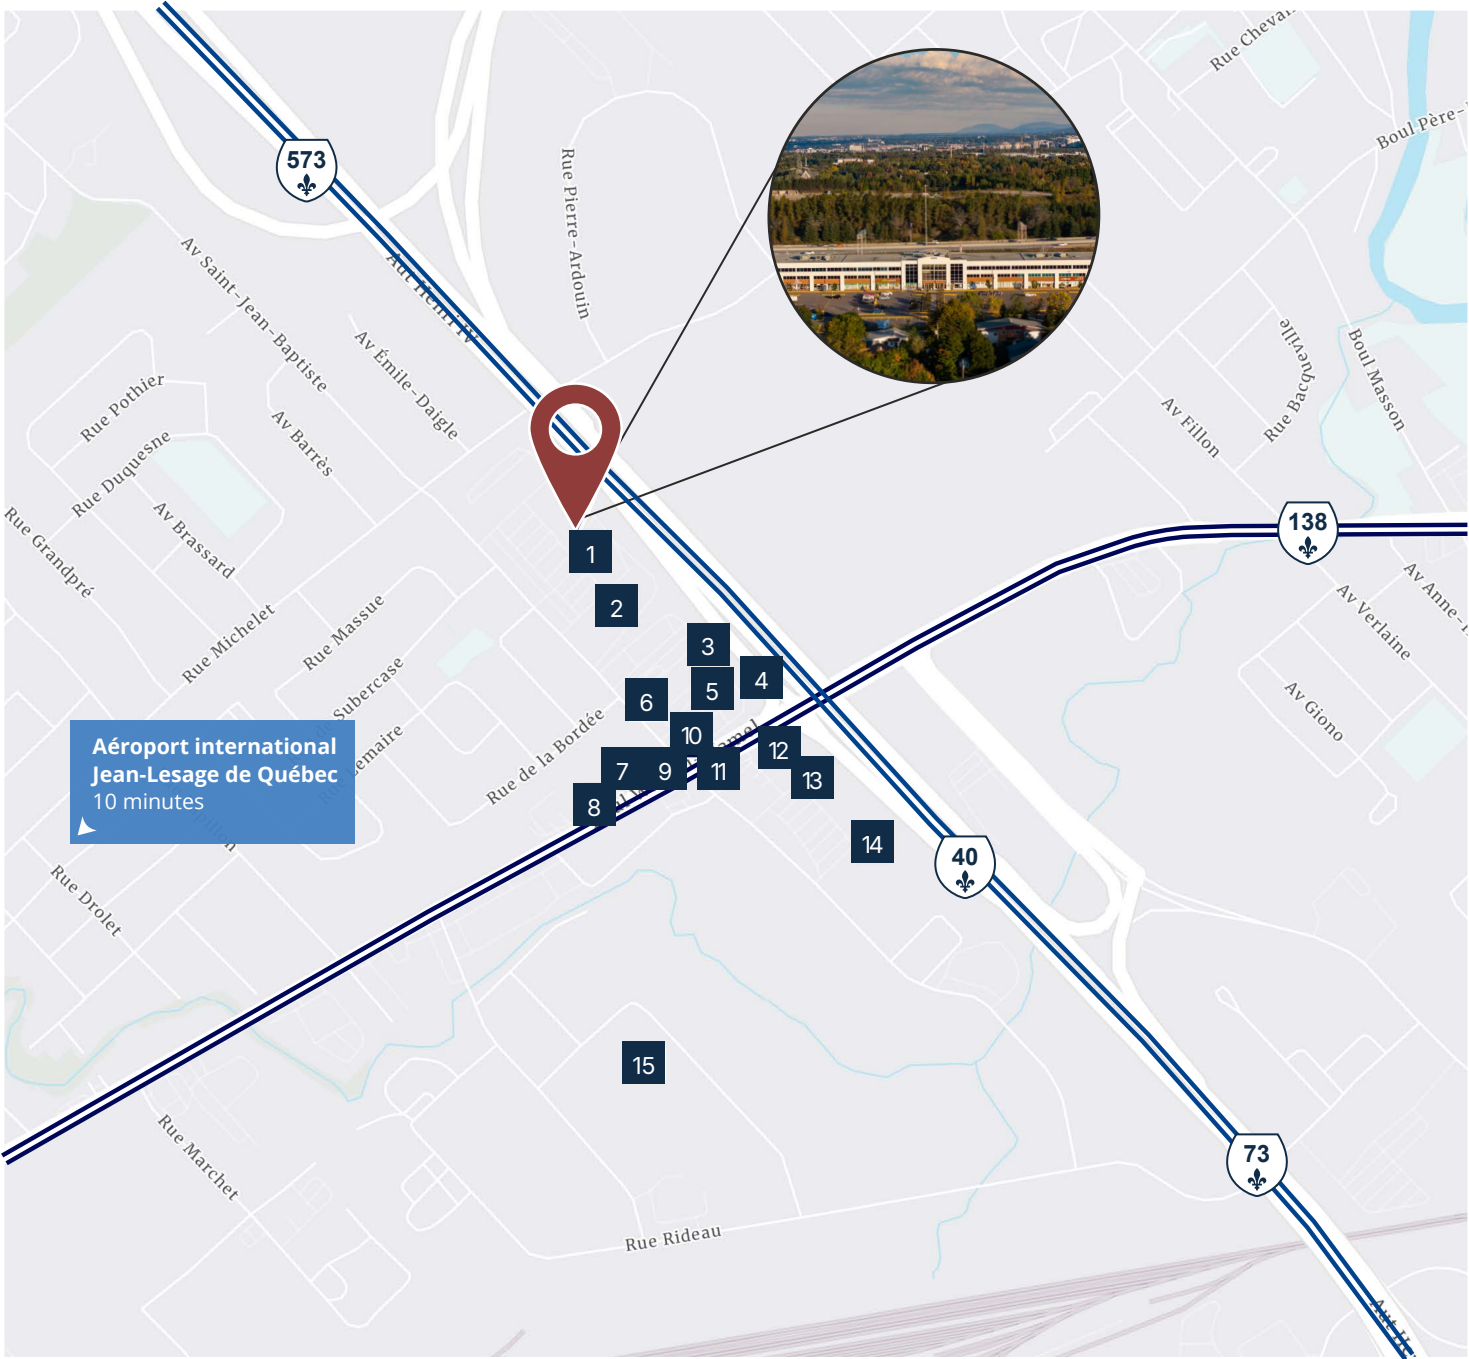 Rue Cheva
Boul Père-
573
Rue Pierre-Ardouin
Av Saint-Jean-Baptiste
Aut Henri IV
Av Émile-Daigle
Rue Bacqueville
Boul Masson
Rue Pothier
Av Barrès
Av Fillon
Rue Duquesne
Rue Grandpré
Av Brassard
138
1
2
Rue Michelet
Rue Massue
Av Verlaine
Av Anne-
3
4
5
6
Subercase
Rue de la Bordée
Av Giono
Lemaire
Aéroport international
Jean-Lesage de Québec
10 minutes
10
7
9
11
12
13
8
14
40
Rue Drolet
15
Rue Marchet
73
Rue Rideau
Aut H